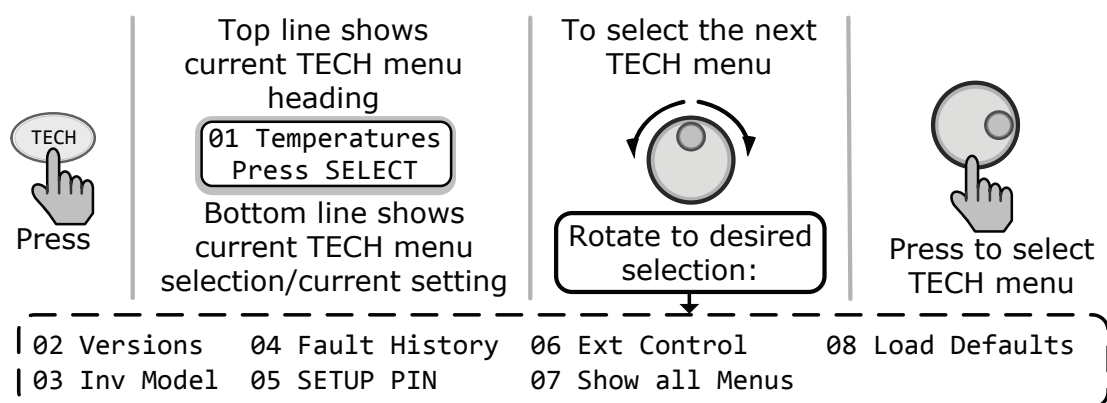 TECH
Press
Top line shows
current TECH menu
heading
01 Temperatures
Press SELECT
Bottom line shows
current TECH menu
selection/current setting
To select the next
TECH menu
Rotate to desired
selection:
Press to select
TECH menu
02 Versions 04 Fault History 06 Ext Control 08 Load Defaults
03 Inv Model 05 SETUP PIN 07 Show all Menus